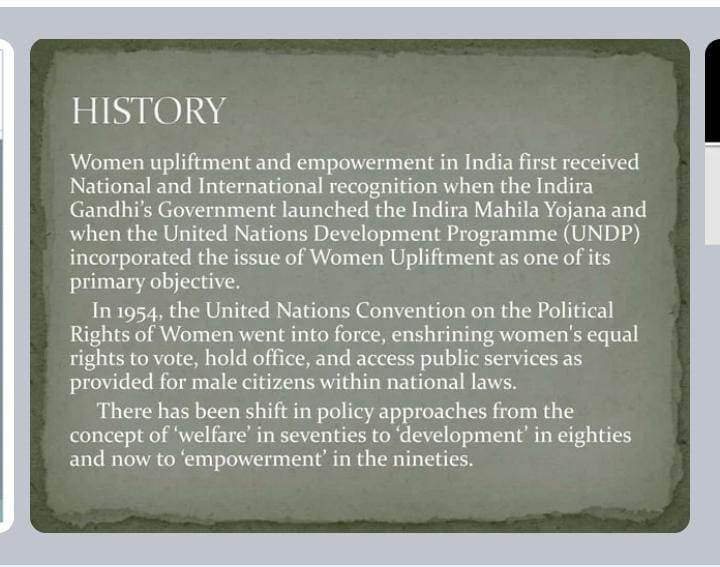 HISTORY
Women upliftment and empowerment in India first received
National and International recognition when the Indira
Gandhi's Government launched the Indira Mahila Yojana and
when the United Nations Development Programme (UNDP)
incorporated the issue of Women Upliftment as one of its
primary objective.
In 1954, the United Nations Convention on the Political
Rights of Women went into force, enshrining women's equal
rights to vote, hold office, and access public services as
provided for male citizens within national laws.
There has been shift in policy approaches from the
concept of ‘welfare’ in seventies to ‘development’ in eighties
and now to ‘empowerment’ in the nineties.